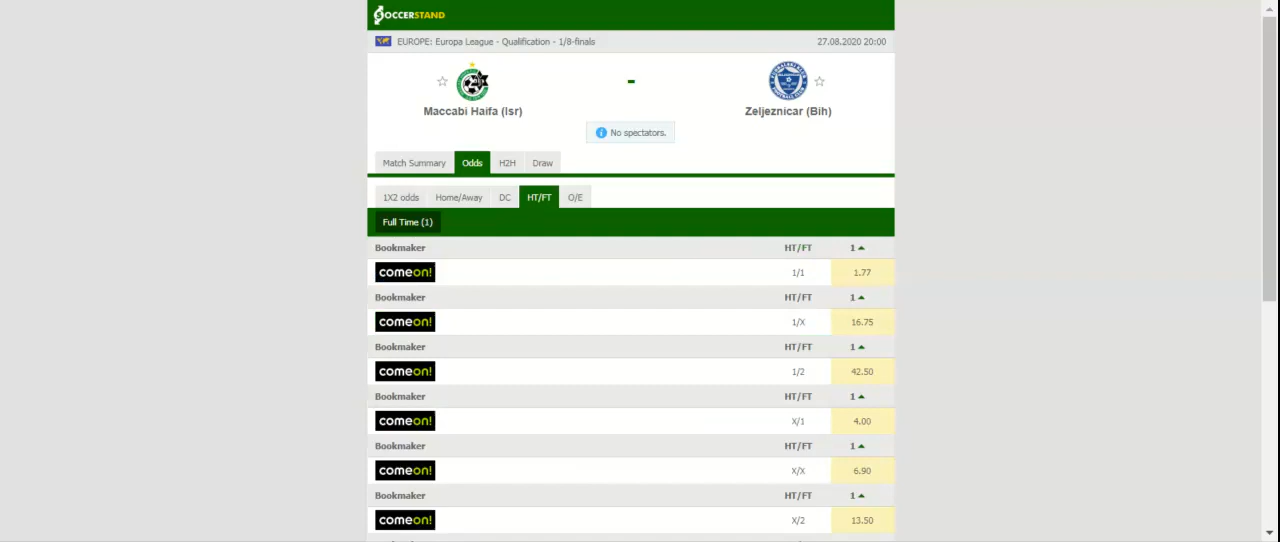 SOCCERSTAND
EUROPE: Europa League - Qualification - 1/8-finals 27.08.2020 20:00
-
Maccabi Haifa (Isr) Zeljeznicar (Bih)
No spectators.
Match Summary Odds H2H Draw
1X2 odds Home/Away DC HT/FT O/E
Full Time (1)
Bookmaker HT/FT 1
comeon! 1/1 1.77
Bookmaker HT/FT 1
comeon! 1/X 16.75
Bookmaker HT/FT 1
comeon! 1/2 42.50
Bookmaker HT/FT 1
comeon! X/1 4.00
Bookmaker HT/FT 1
comeon! X/X 6.90
Bookmaker HT/FT 1
comeon! X/2 13.50